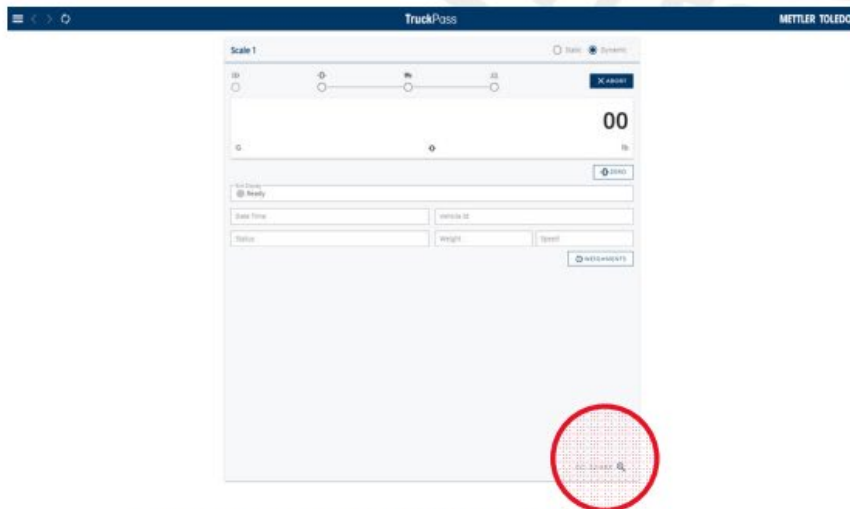 TruckPass
METTLER TOLEDO
Scale 1
Static Dynamic
ABORT
00
G
lb
ZERO
Ready
Date Time
Vehicle Id
Status
Weight
Speed
WEIGHMENTS